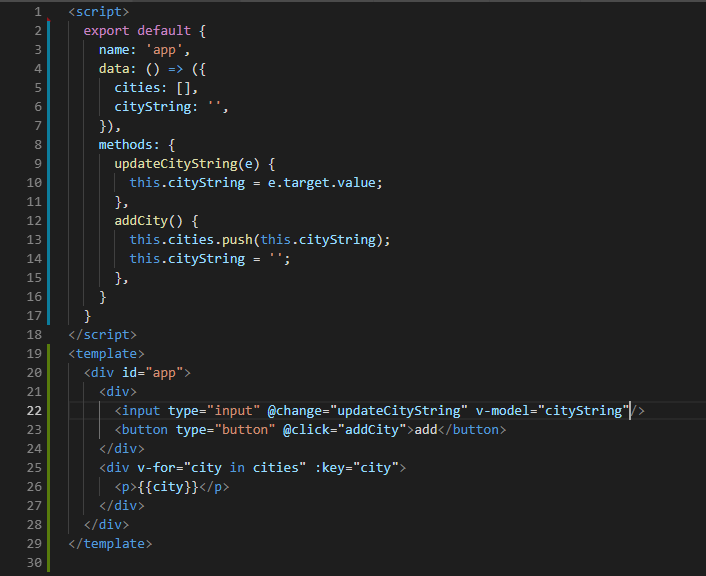 1 <script>
2   export default {
3     name: 'app',
4     data: () => ({
5       cities: [],
6       cityString: '',
7     }),
8     methods: {
9       updateCityString(e) {
10         this.cityString = e.target.value;
11       },
12       addCity() {
13         this.cities.push(this.cityString);
14         this.cityString = '';
15       },
16     }
17   }
18 </script>
19 <template>
20   <div id="app">
21     <div>
22       <input type="input" @change="updateCityString" v-model="cityString"/>
23       <button type="button" @click="addCity">add</button>
24     </div>
25     <div v-for="city in cities" :key="city">
26       <p>{{city}}</p>
27     </div>
28   </div>
29 </template>
30